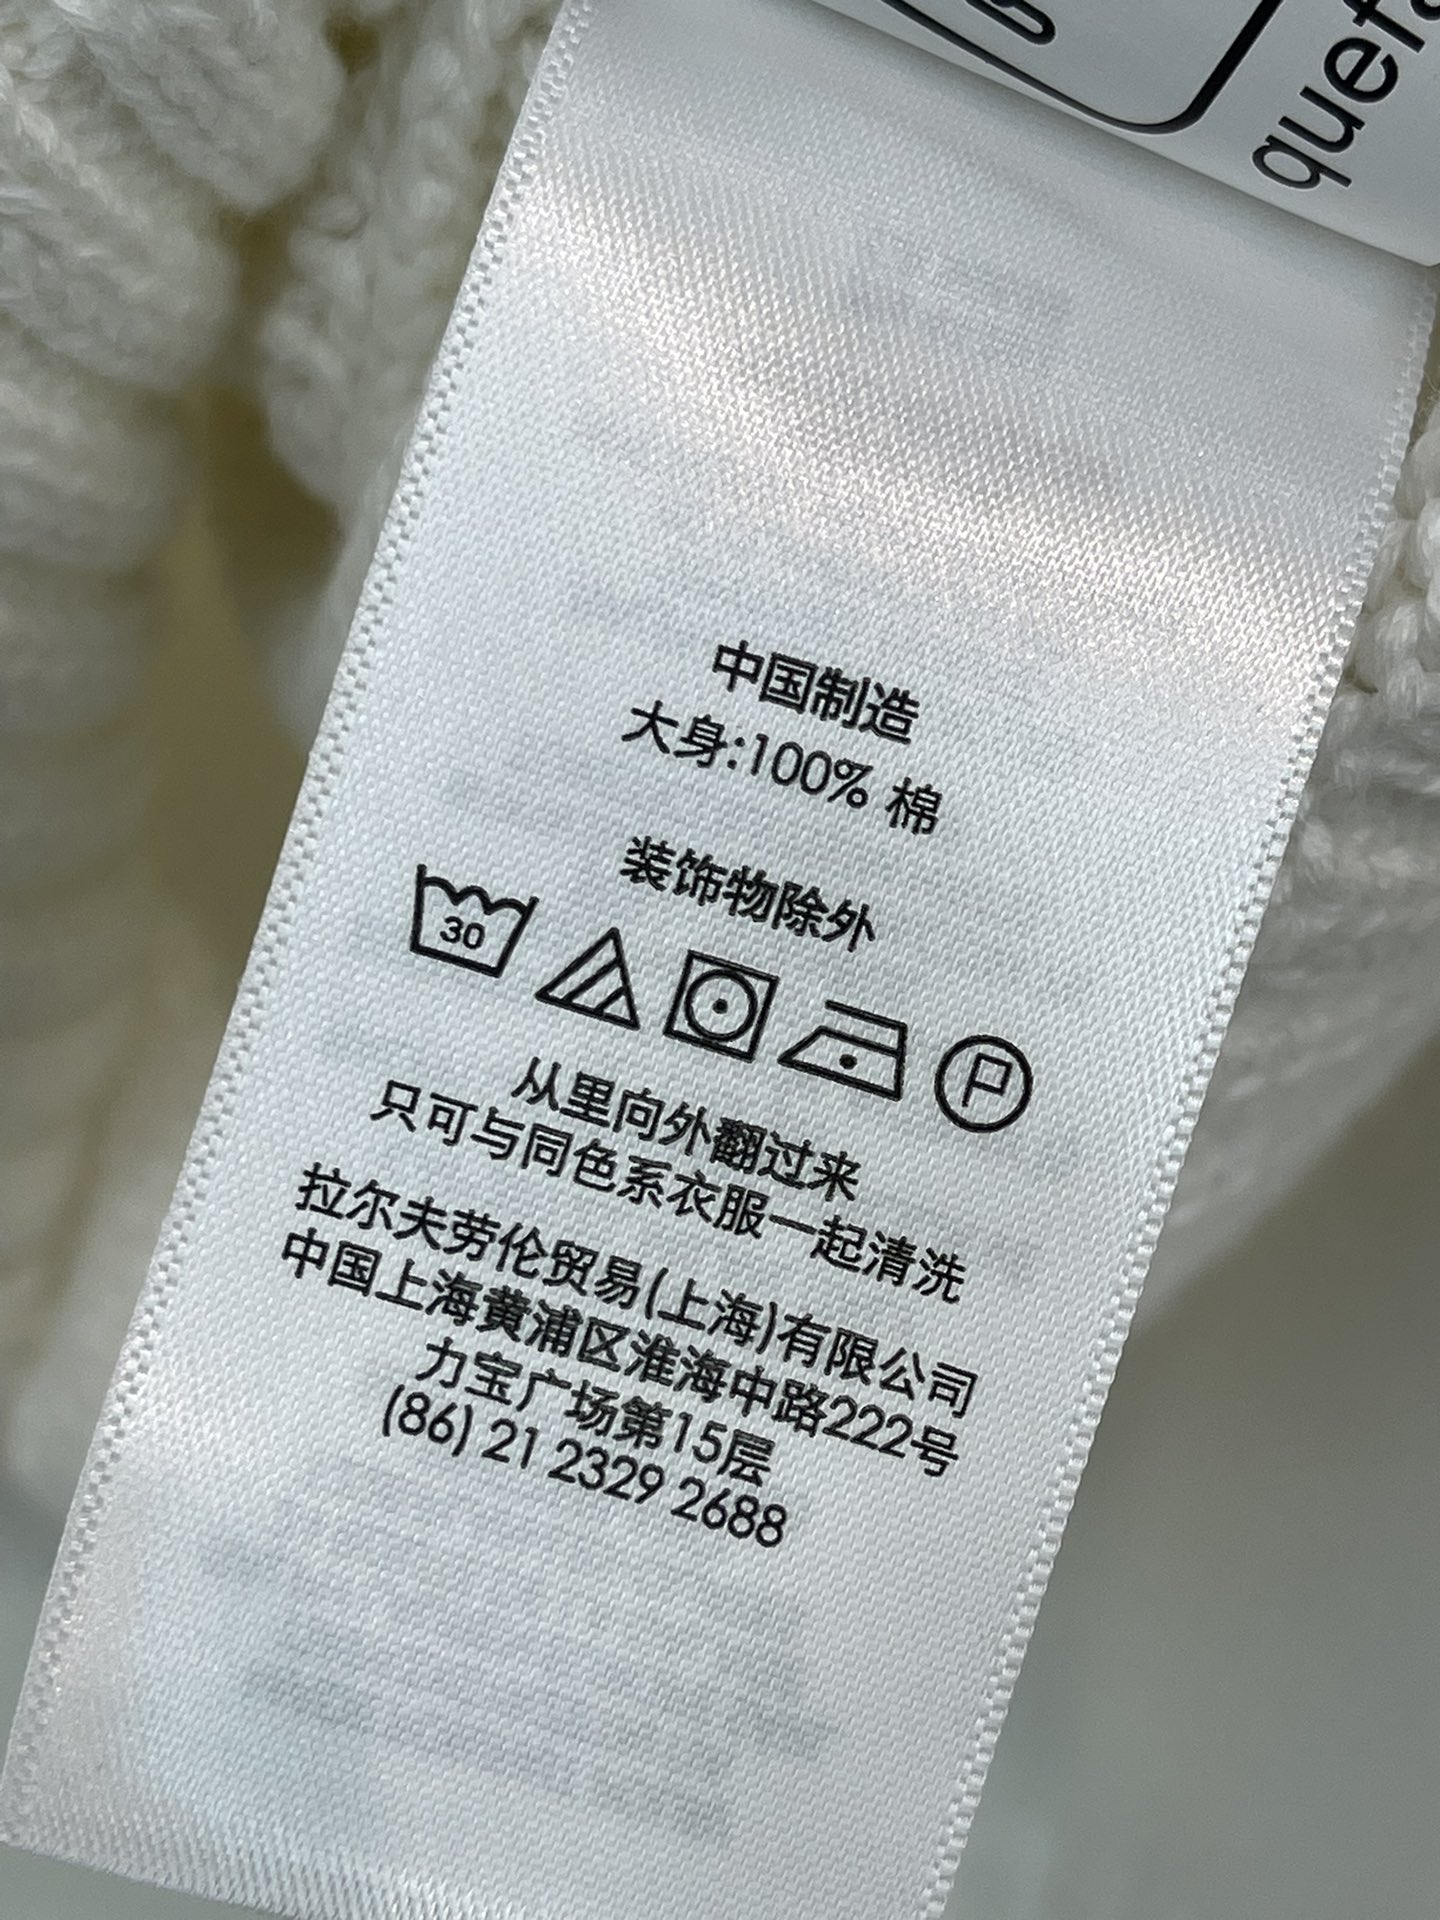 中国制造
大身:100% 棉
装饰物除外
30
P
从里向外翻过来
只可与同色系衣服一起清洗
拉尔夫劳伦贸易(上海)有限公司
中国上海黄浦区淮海中路222号
力宝广场第15层
(86) 21 2329 2688